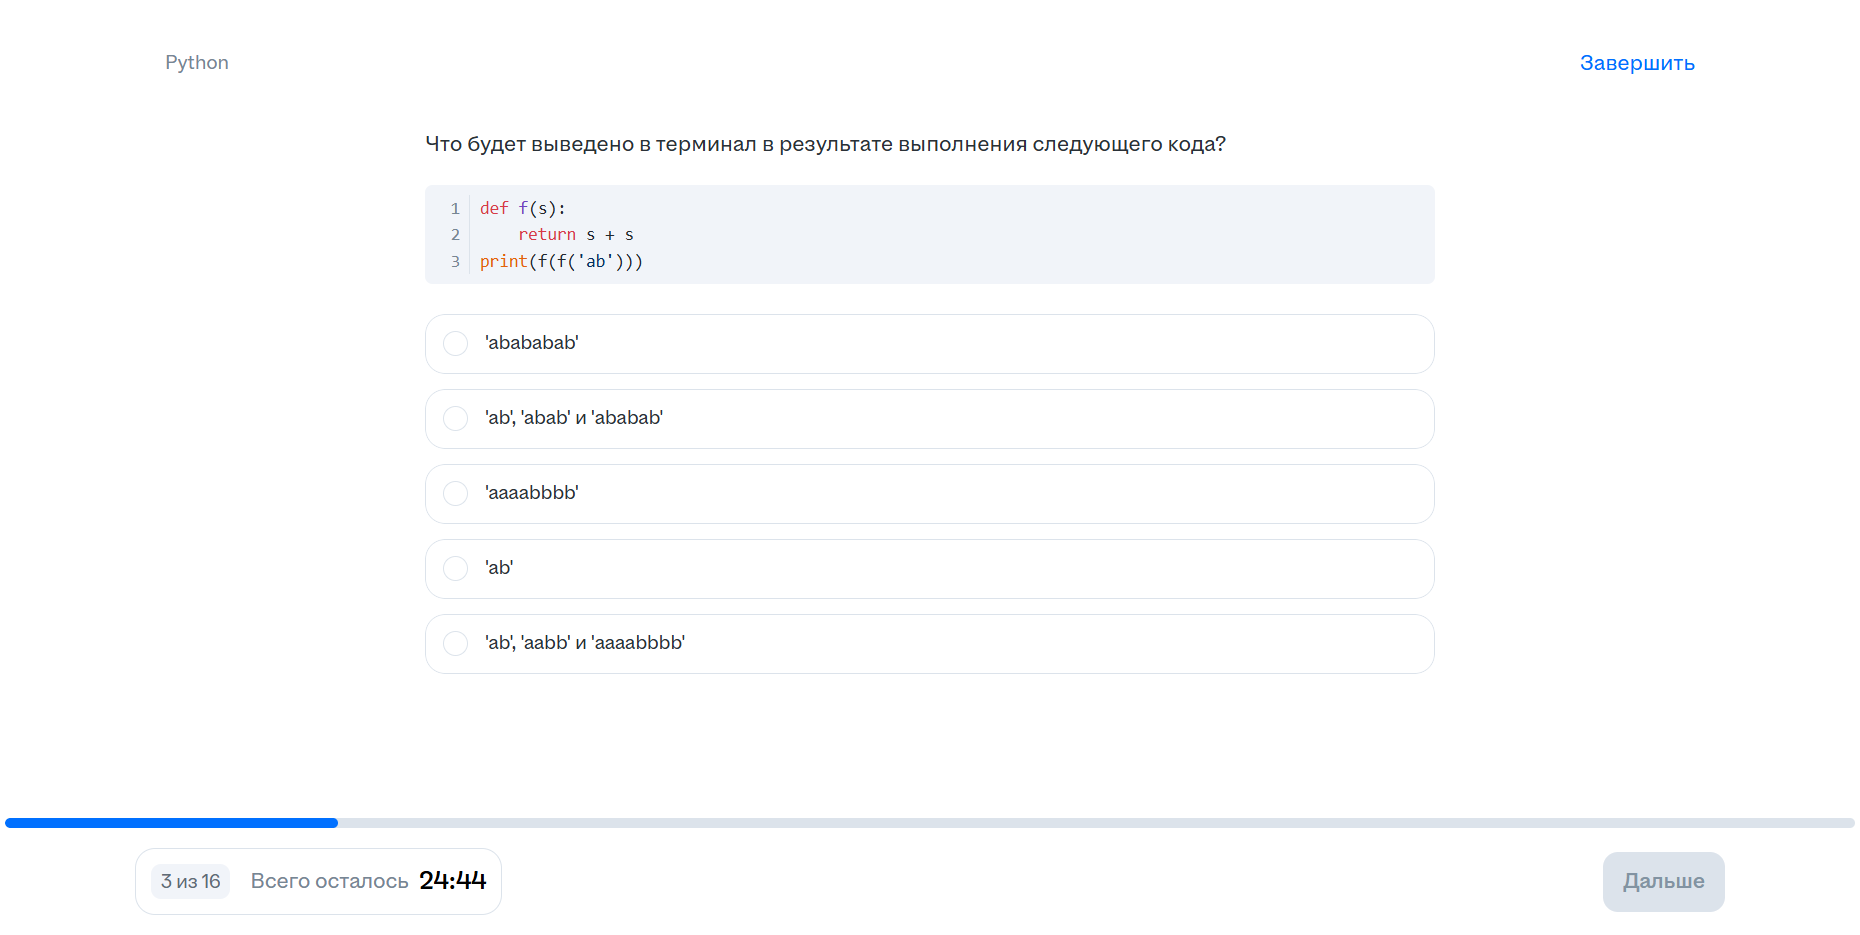 Python
Завершить
Что будет выведено в терминал в результате выполнения следующего кода?
1 def f(s):
2     return s + s
3 print(f(f('ab')))
'abababab'
'ab', 'abab' и 'ababab'
'aaaabbbb'
'ab'
'ab', 'aabb' и 'aaaabbbb'
3 из 16 Всего осталось 24:44
Дальше